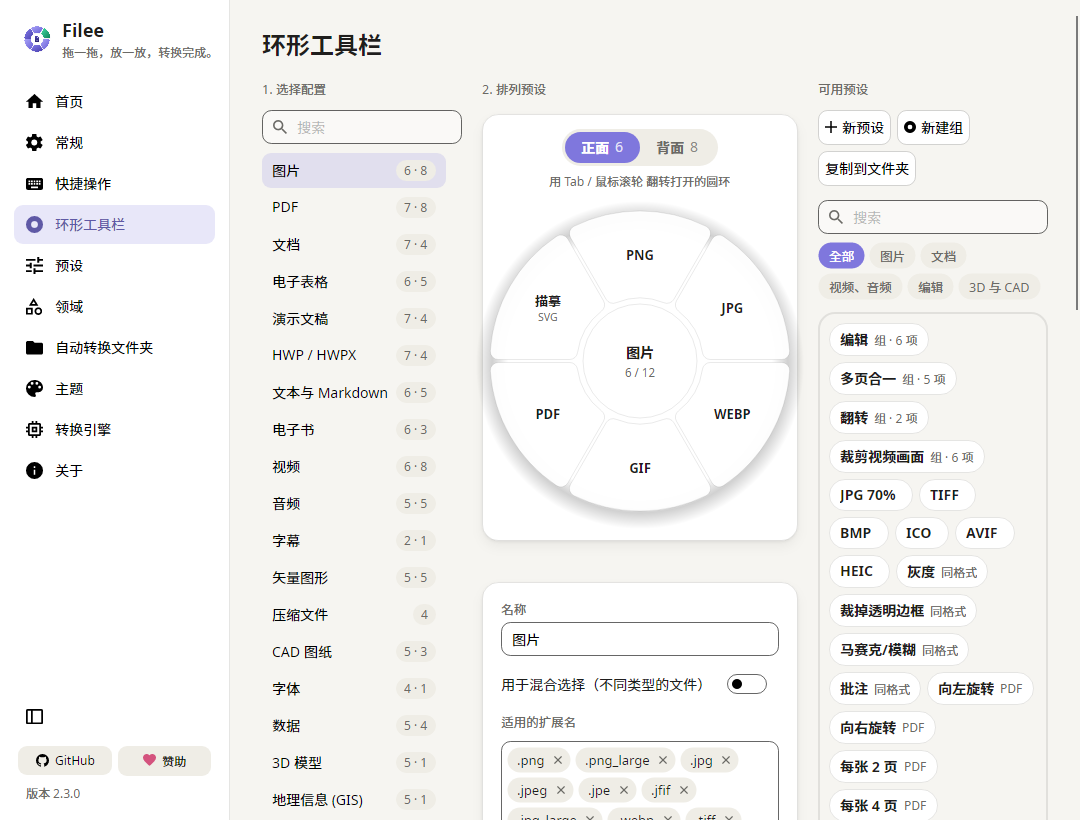 Filee
拖一拖，放一放，转换完成。
首页
常规
快捷操作
环形工具栏
预设
领域
自动转换文件夹
主题
转换引擎
关于
GitHub
赞助
版本 2.3.0
环形工具栏
1. 选择配置
搜索
图片 6 · 8
PDF 7 · 8
文档 7 · 4
电子表格 6 · 5
演示文稿 7 · 4
HWP / HWPX 7 · 4
文本与 Markdown 6 · 5
电子书 6 · 3
视频 6 · 8
音频 5 · 5
字幕 2 · 1
矢量图形 5 · 5
压缩文件 4
CAD 图纸 5 · 3
字体 4 · 1
数据 5 · 4
3D 模型 5 · 1
地理信息 (GIS) 5 · 1
2. 排列预设
正面 6 背面 8
用 Tab / 鼠标滚轮 翻转打开的圆环
PNG
描摹
SVG
JPG
图片
6 / 12
PDF
WEBP
GIF
名称
图片
用于混合选择（不同类型的文件）
适用的扩展名
.png ✕ .png_large ✕ .jpg ✕
.jpeg ✕ .jpe ✕ .jfif ✕
.jpg_large ✕ .webp ✕ .tiff ✕
可用预设
新预设 新建组
复制到文件夹
搜索
全部 图片 文档
视频、音频 编辑 3D 与 CAD
编辑 组 · 6 项
多页合一 组 · 5 项
翻转 组 · 2 项
裁剪视频画面 组 · 6 项
JPG 70% TIFF
BMP ICO AVIF
HEIC 灰度 同格式
裁掉透明边框 同格式
马赛克/模糊 同格式
批注 同格式 向左旋转 PDF
向右旋转 PDF
每张 2 页 PDF
每张 4 页 PDF